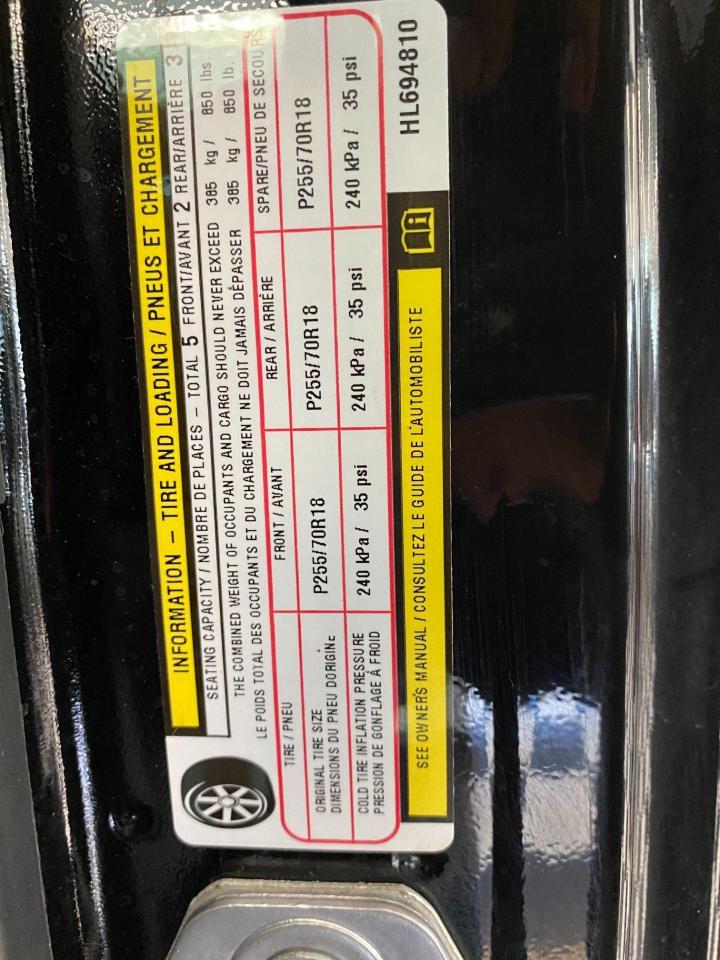 INFORMATION – TIRE AND LOADING / PNEUS ET CHARGEMENT
SEATING CAPACITY / NOMBRE DE PLACES – TOTAL 5 FRONT/AVANT 2 REAR/ARRIÈRE 3
THE COMBINED WEIGHT OF OCCUPANTS AND CARGO SHOULD NEVER EXCEED 385 kg / 850 lbs.
LE POIDS TOTAL DES OCCUPANTS ET DU CHARGEMENT NE DOIT JAMAIS DÉPASSER 385 kg / 850 lb.
TIRE / PNEU FRONT / AVANT REAR / ARRIÈRE SPARE/PNEU DE SECOURS
ORIGINAL TIRE SIZE P255/70R18 P255/70R18 P255/70R18
DIMENSIONS DU PNEU D'ORIGINE
COLD TIRE INFLATION PRESSURE 240 kPa / 35 psi 240 kPa / 35 psi 240 kPa / 35 psi
PRESSION DE GONFLAGE À FROID
SEE OWNER'S MANUAL / CONSULTEZ LE GUIDE DE L'AUTOMOBILISTE
HL694810